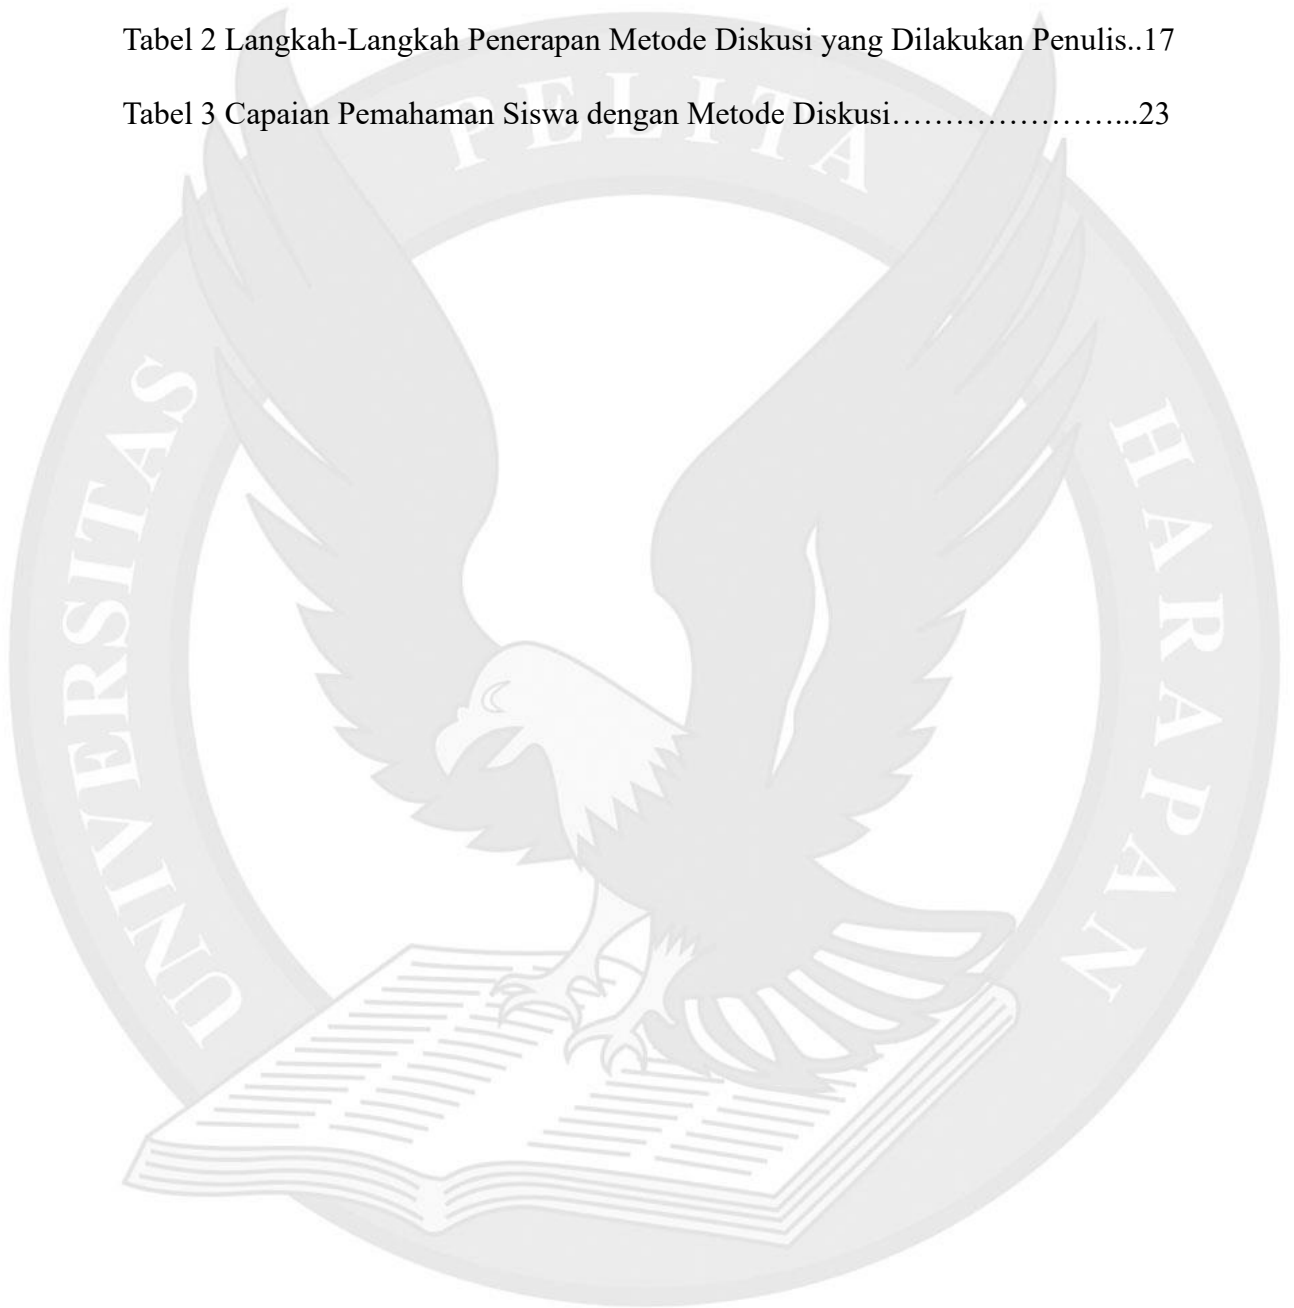 Tabel 2 Langkah-Langkah Penerapan Metode Diskusi yang Dilakukan Penulis..17
Tabel 3 Capaian Pemahaman Siswa dengan Metode Diskusi…………………...23
UNIVERSITAS PELITA HARAPAN